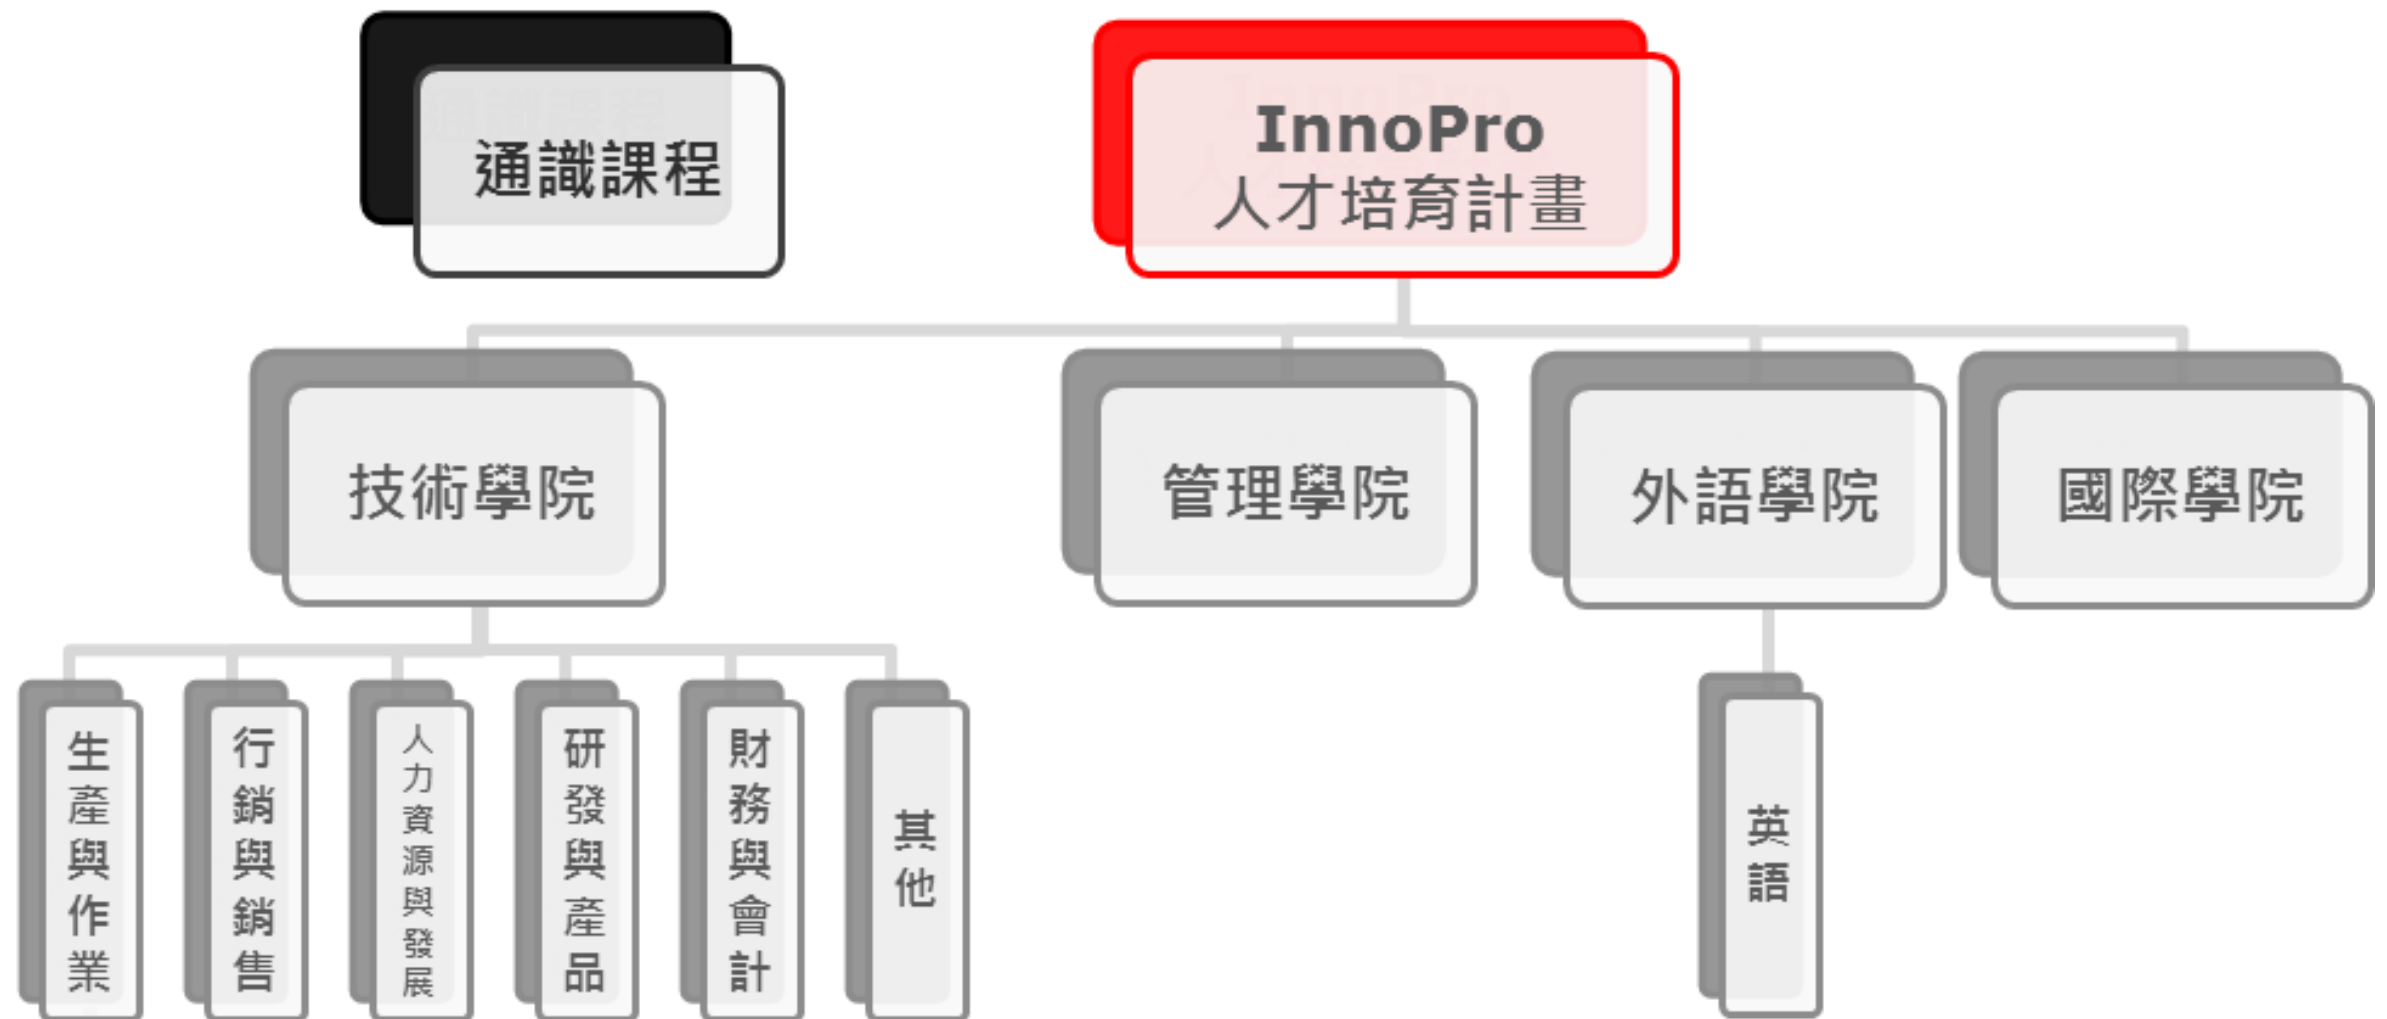 通識課程
InnoPro
人才培育計畫
技術學院
管理學院
外語學院
國際學院
生產與作業
行銷與銷售
人力資源與發展
研發與產品
財務與會計
其他
英語